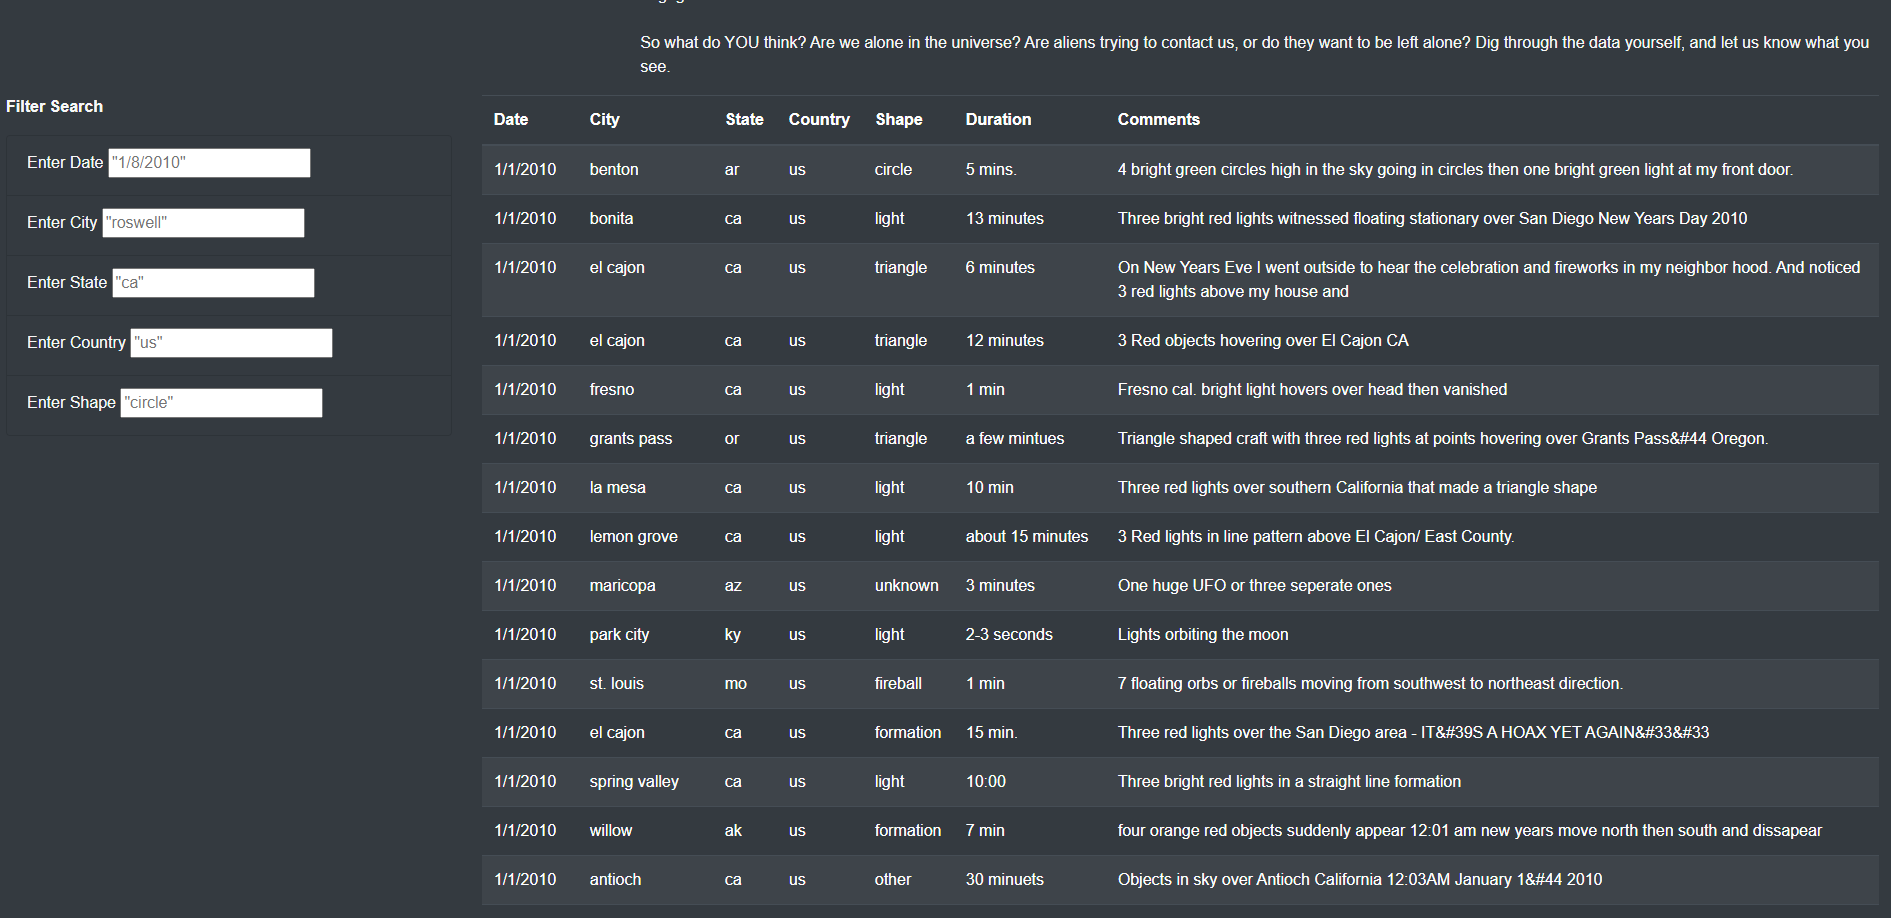 So what do YOU think? Are we alone in the universe? Are aliens trying to contact us, or do they want to be left alone? Dig through the data yourself, and let us know what you
see.
Filter Search
Enter Date "1/8/2010"
Enter City "roswell"
Enter State "ca"
Enter Country "us"
Enter Shape "circle"
Date City State Country Shape Duration Comments
1/1/2010 benton ar us circle 5 mins. 4 bright green circles high in the sky going in circles then one bright green light at my front door.
1/1/2010 bonita ca us light 13 minutes Three bright red lights witnessed floating stationary over San Diego New Years Day 2010
1/1/2010 el cajon ca us triangle 6 minutes On New Years Eve I went outside to hear the celebration and fireworks in my neighbor hood. And noticed
3 red lights above my house and
1/1/2010 el cajon ca us triangle 12 minutes 3 Red objects hovering over El Cajon CA
1/1/2010 fresno ca us light 1 min Fresno cal. bright light hovers over head then vanished
1/1/2010 grants pass or us triangle a few mintues Triangle shaped craft with three red lights at points hovering over Grants Pass&#44 Oregon.
1/1/2010 la mesa ca us light 10 min Three red lights over southern California that made a triangle shape
1/1/2010 lemon grove ca us light about 15 minutes 3 Red lights in line pattern above El Cajon/ East County.
1/1/2010 maricopa az us unknown 3 minutes One huge UFO or three seperate ones
1/1/2010 park city ky us light 2-3 seconds Lights orbiting the moon
1/1/2010 st. louis mo us fireball 1 min 7 floating orbs or fireballs moving from southwest to northeast direction.
1/1/2010 el cajon ca us formation 15 min. Three red lights over the San Diego area - IT&#39S A HOAX YET AGAIN&#33&#33
1/1/2010 spring valley ca us light 10:00 Three bright red lights in a straight line formation
1/1/2010 willow ak us formation 7 min four orange red objects suddenly appear 12:01 am new years move north then south and dissapear
1/1/2010 antioch ca us other 30 minuets Objects in sky over Antioch California 12:03AM January 1&#44 2010